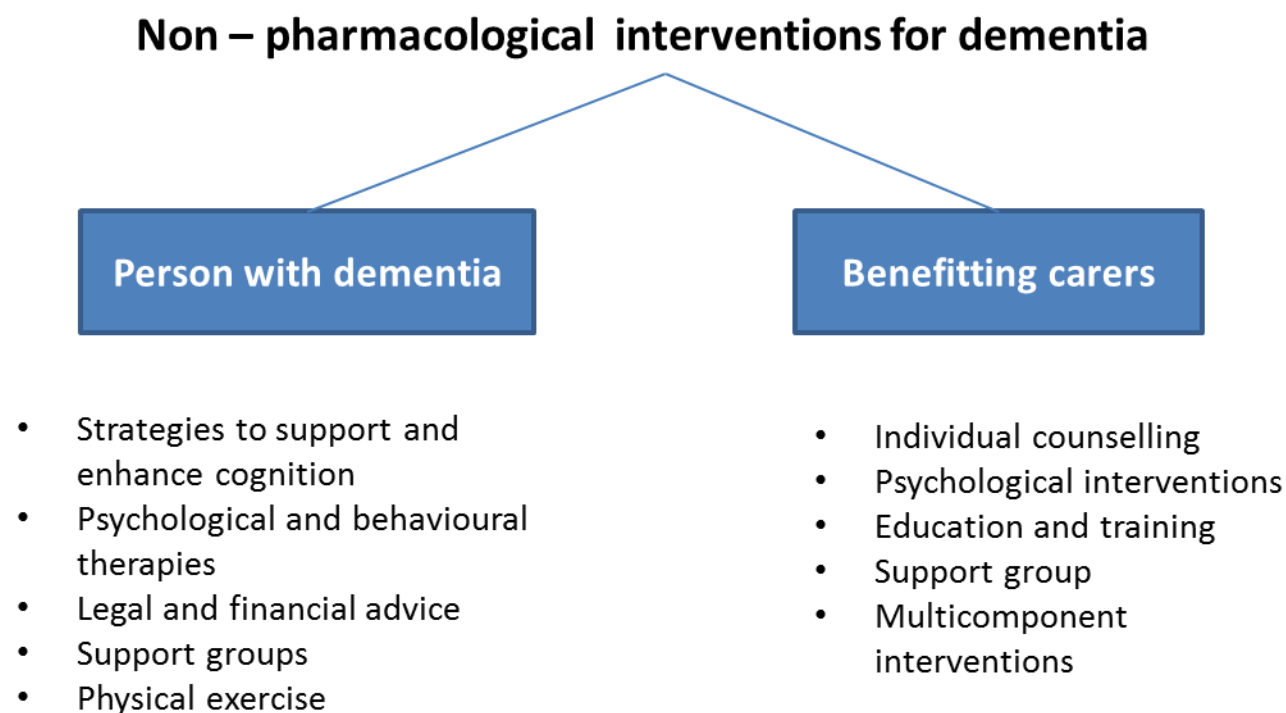 Non – pharmacological interventions for dementia
Person with dementia
• Strategies to support and
enhance cognition
• Psychological and behavioural
therapies
• Legal and financial advice
• Support groups
• Physical exercise
Benefitting carers
• Individual counselling
• Psychological interventions
• Education and training
• Support group
• Multicomponent
interventions